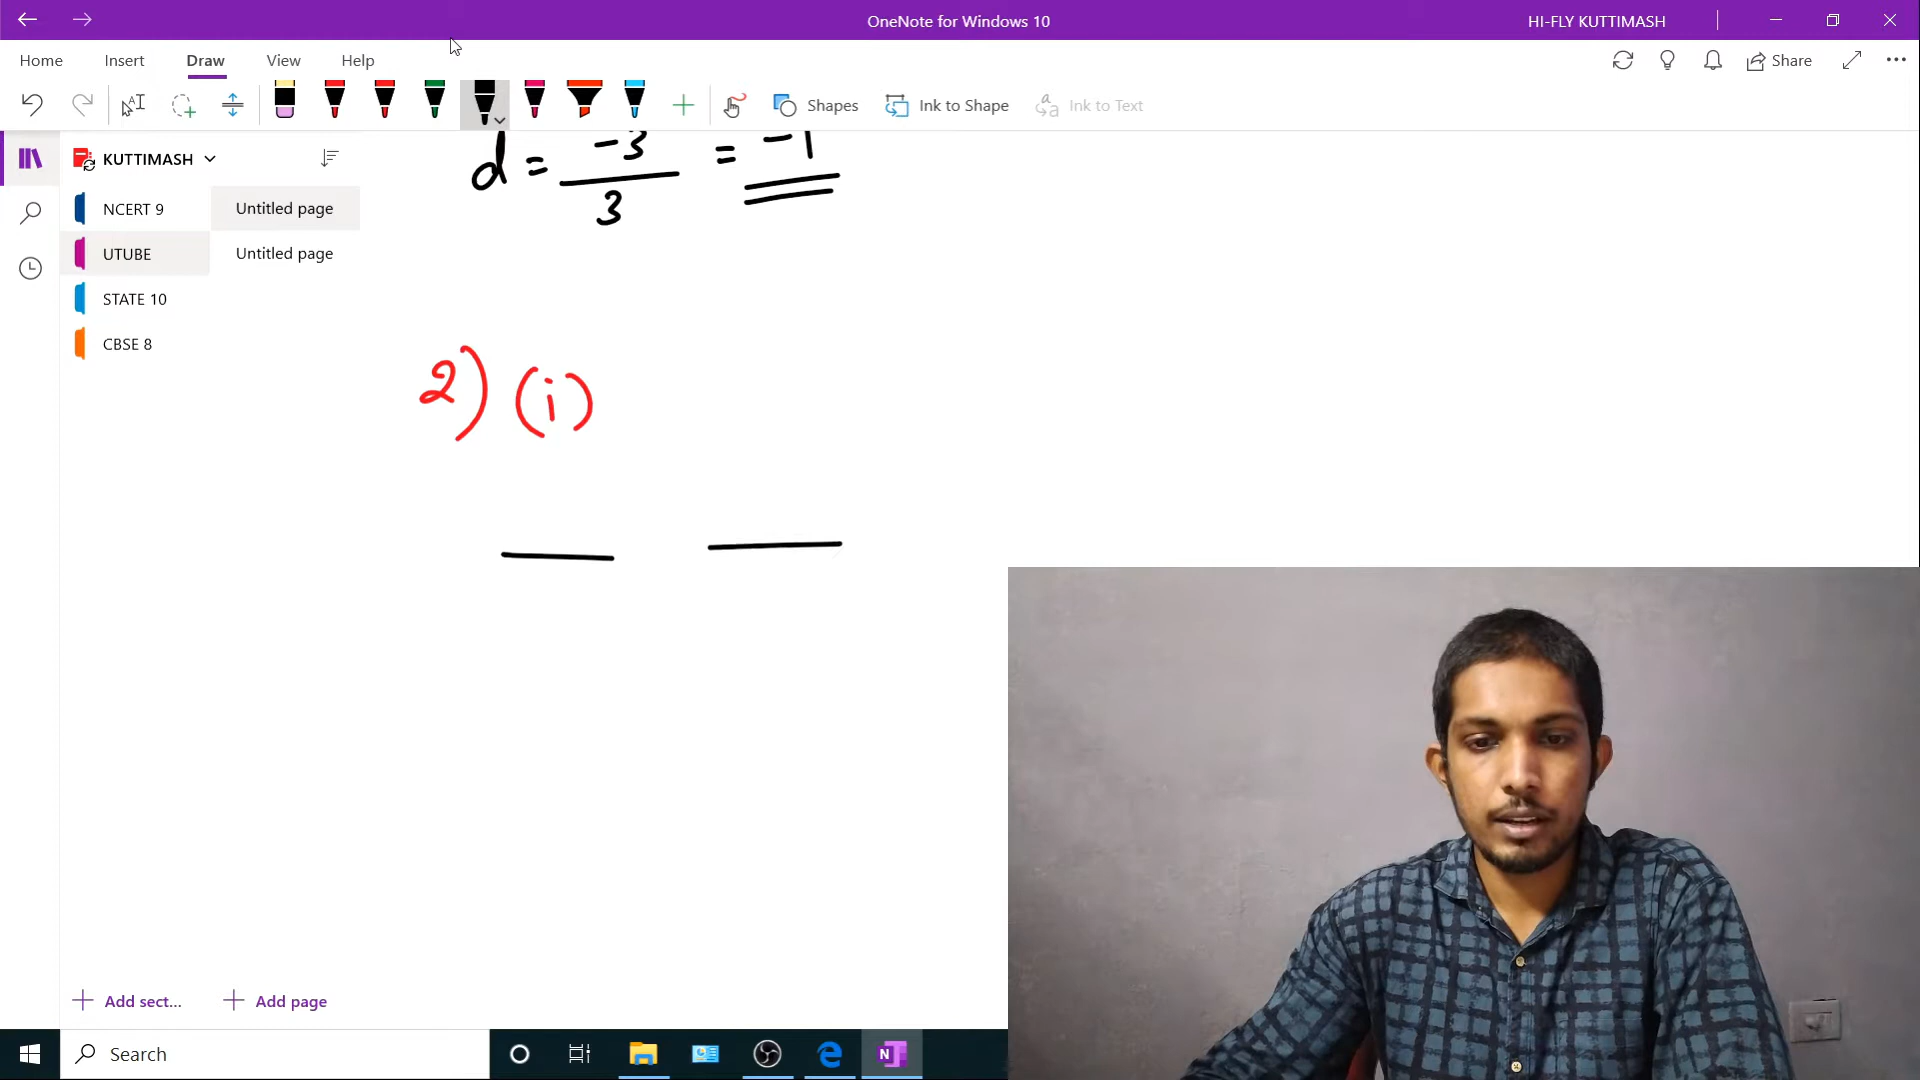 OneNote for Windows 10
HI-FLY KUTTIMASH
Home Insert Draw View Help
Share
Shapes Ink to Shape Ink to Text
KUTTIMASH
NCERT 9
UTUBE
STATE 10
CBSE 8
Untitled page
Untitled page
d = -3/3 = -1
2) (i)
Add sect... Add page
Search